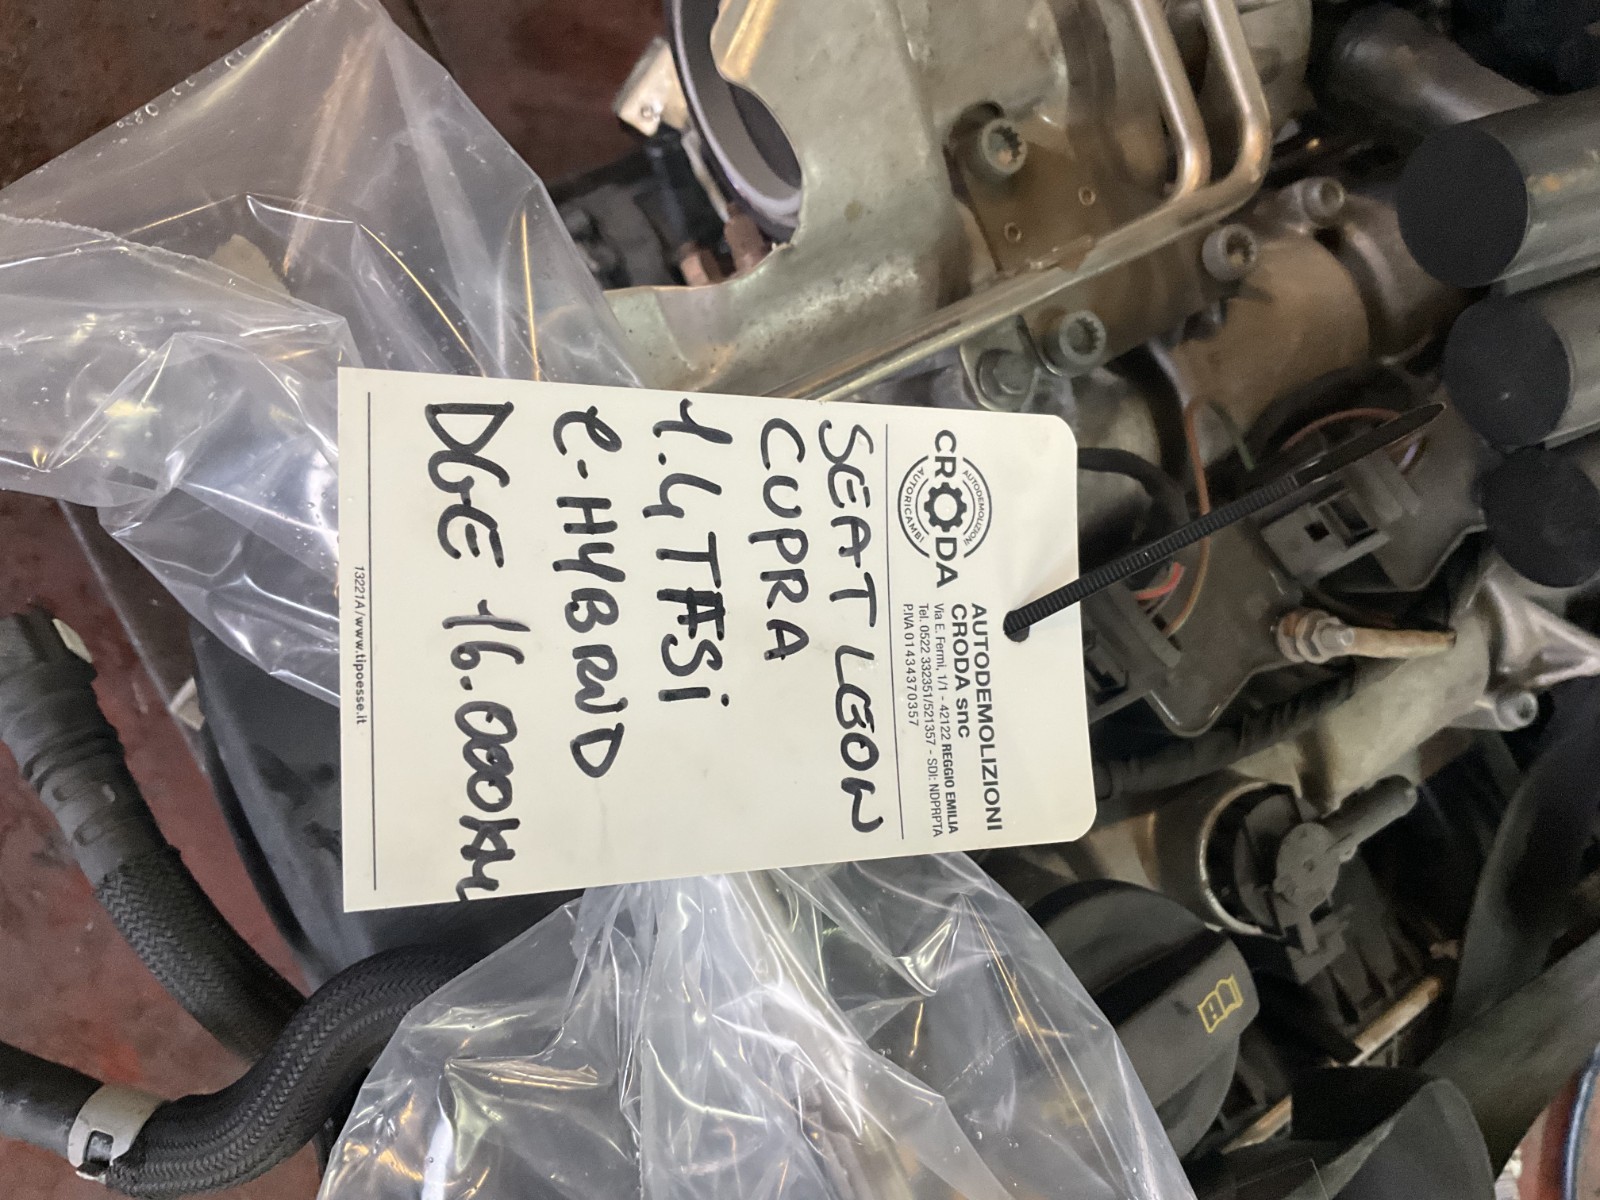 CRODA
AUTODEMOLIZIONI
AUTORICAMBI
AUTODEMOLIZIONI
CRODA snc
Via E. Fermi, 1/1 - 42122 REGGIO EMILIA
Tel. 0522 332351/521357 - SDI: NDPRPTA
P.IVA 01434370357
SEAT LEON
CUPRA
1.4 TASi
e-HYBRiD
DGE 16.000KM
13221A/www.tipoesse.it